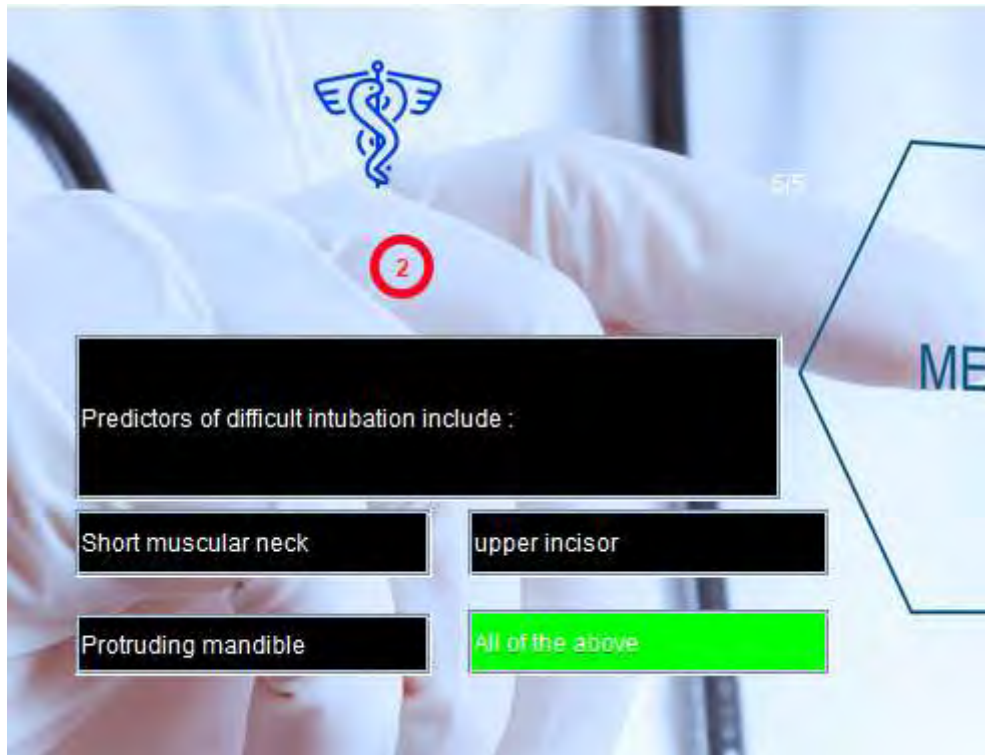 5/5
2
Predictors of difficult intubation include :
Short muscular neck
upper incisor
Protruding mandible
All of the above
ME